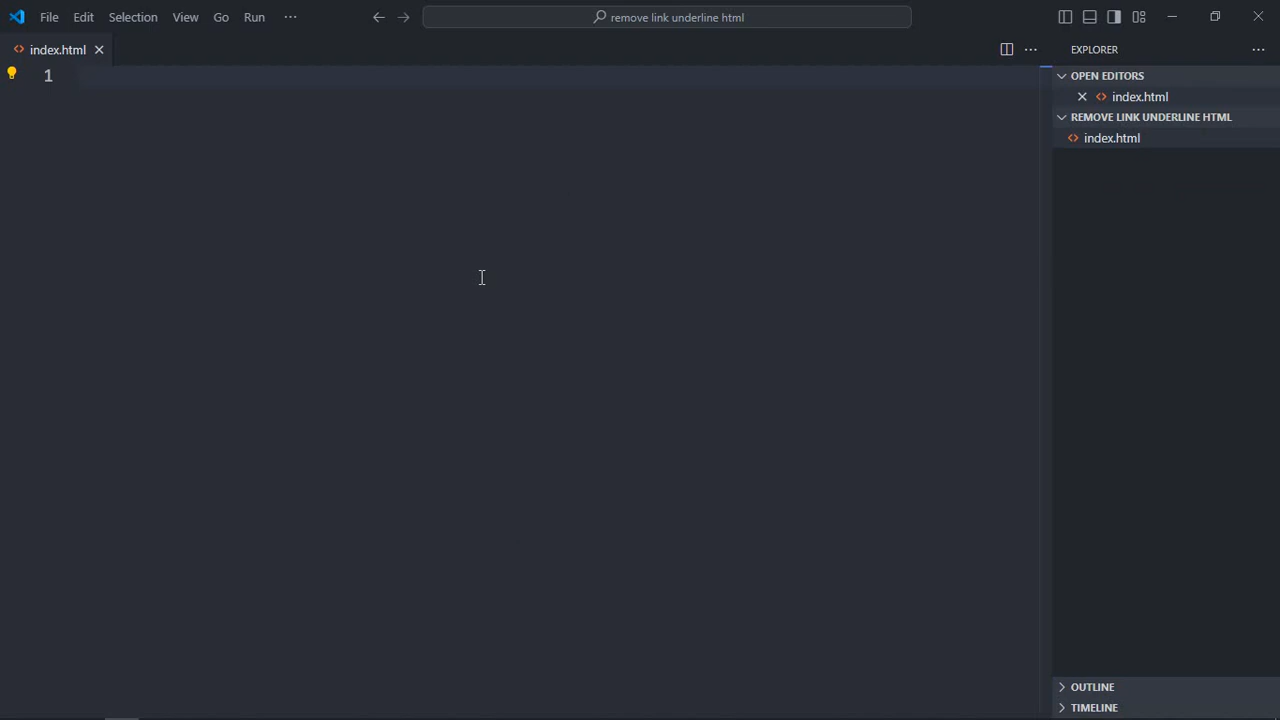 File Edit Selection View Go Run ···
remove link underline html
index.html
EXPLORER
1
OPEN EDITORS
index.html
REMOVE LINK UNDERLINE HTML
index.html
OUTLINE
TIMELINE